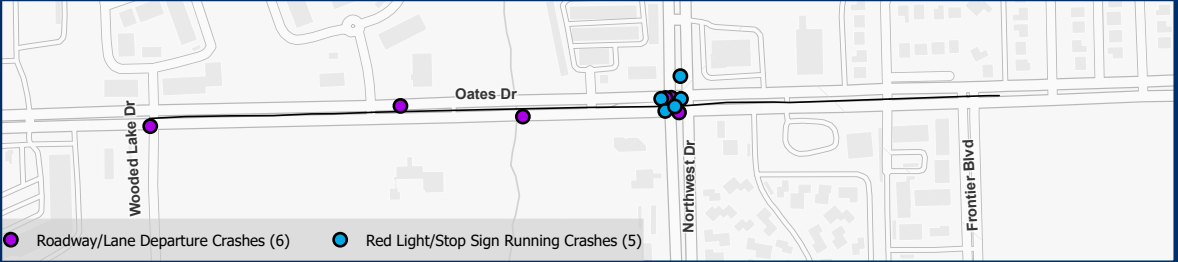 Oates Dr
Wooded Lake Dr
Northwest Dr
Frontier Blvd
Roadway/Lane Departure Crashes (6)
Red Light/Stop Sign Running Crashes (5)